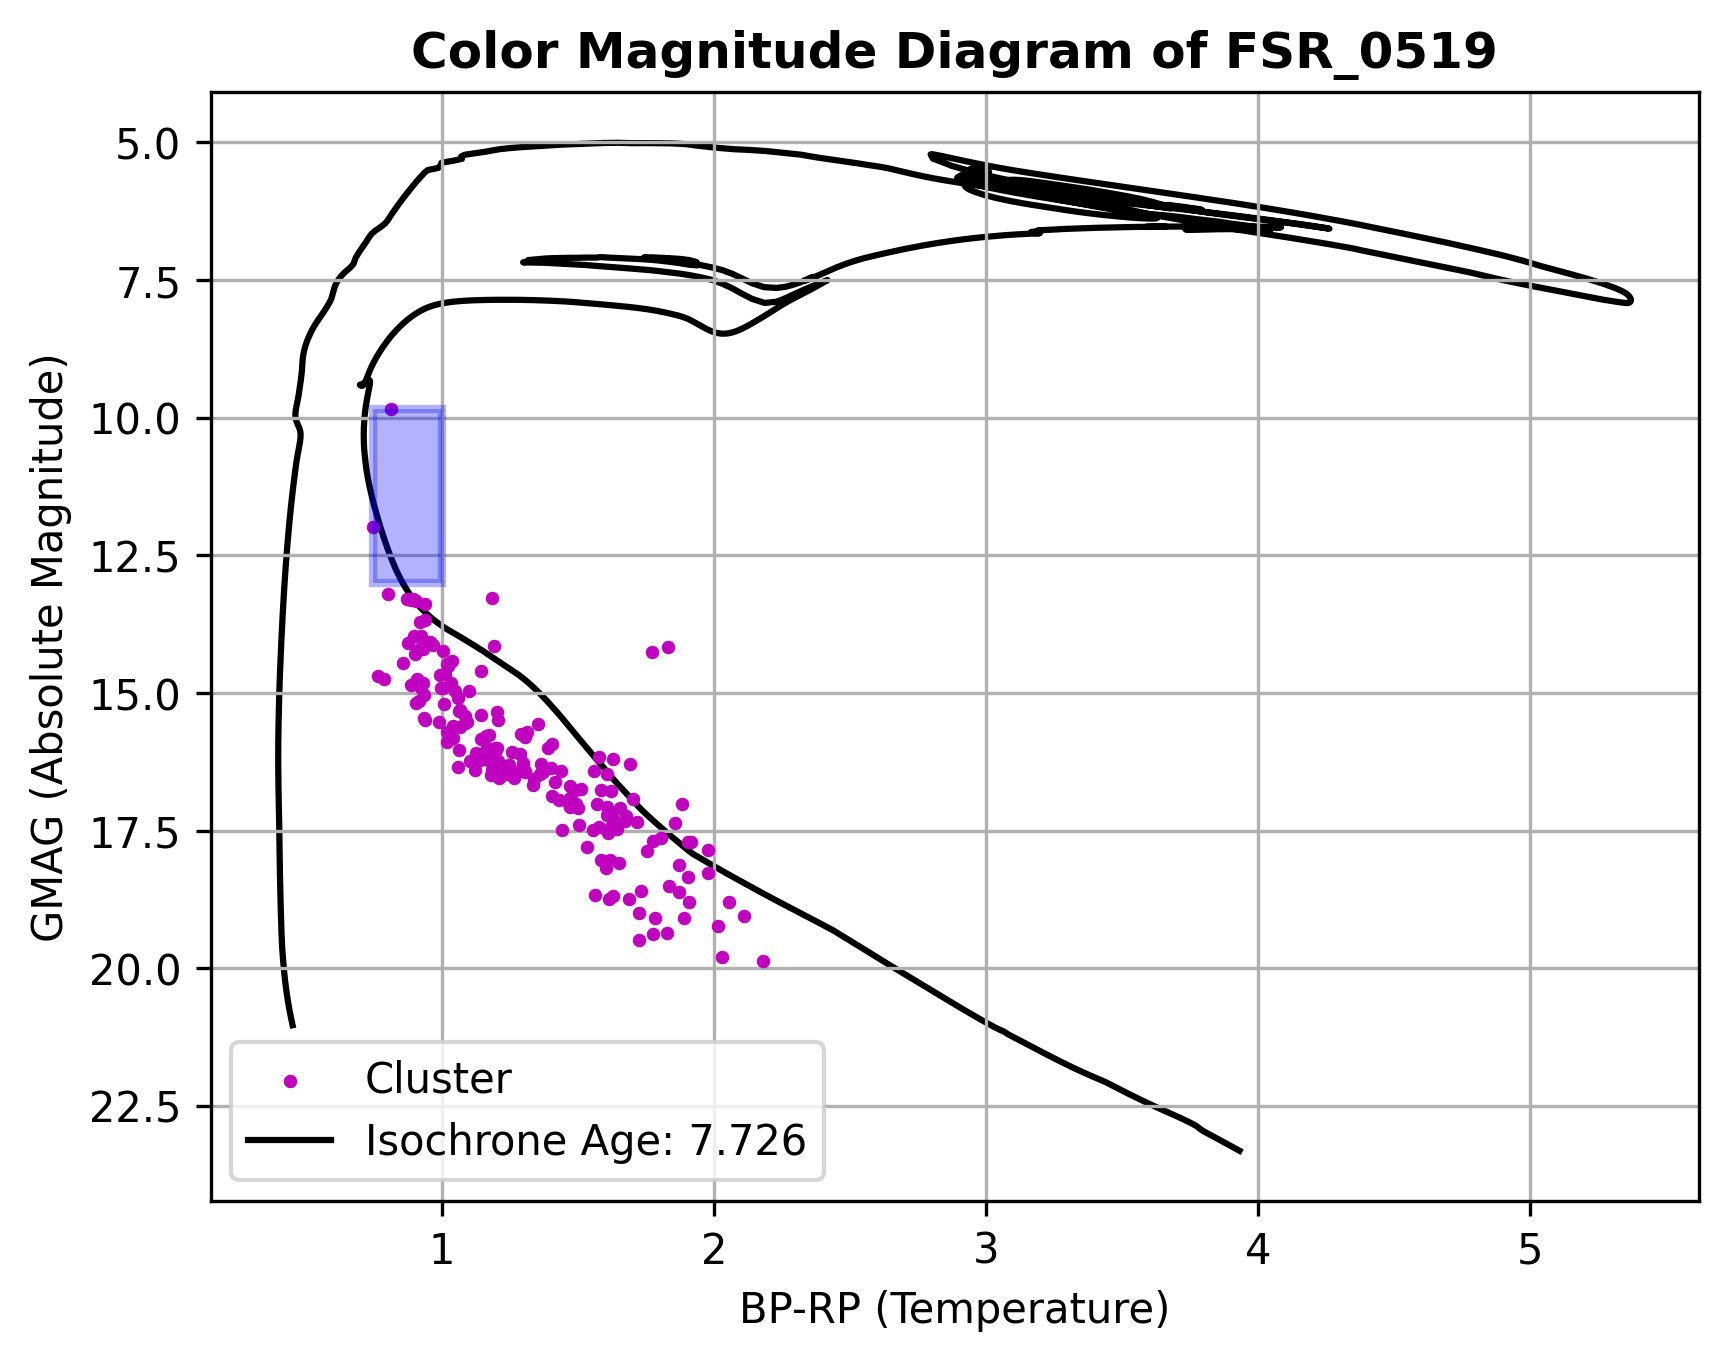 Color Magnitude Diagram of FSR_0519
GMAG (Absolute Magnitude)
5.0
7.5
10.0
12.5
15.0
17.5
20.0
22.5
Cluster
Isochrone Age: 7.726
1 2 3 4 5
BP-RP (Temperature)